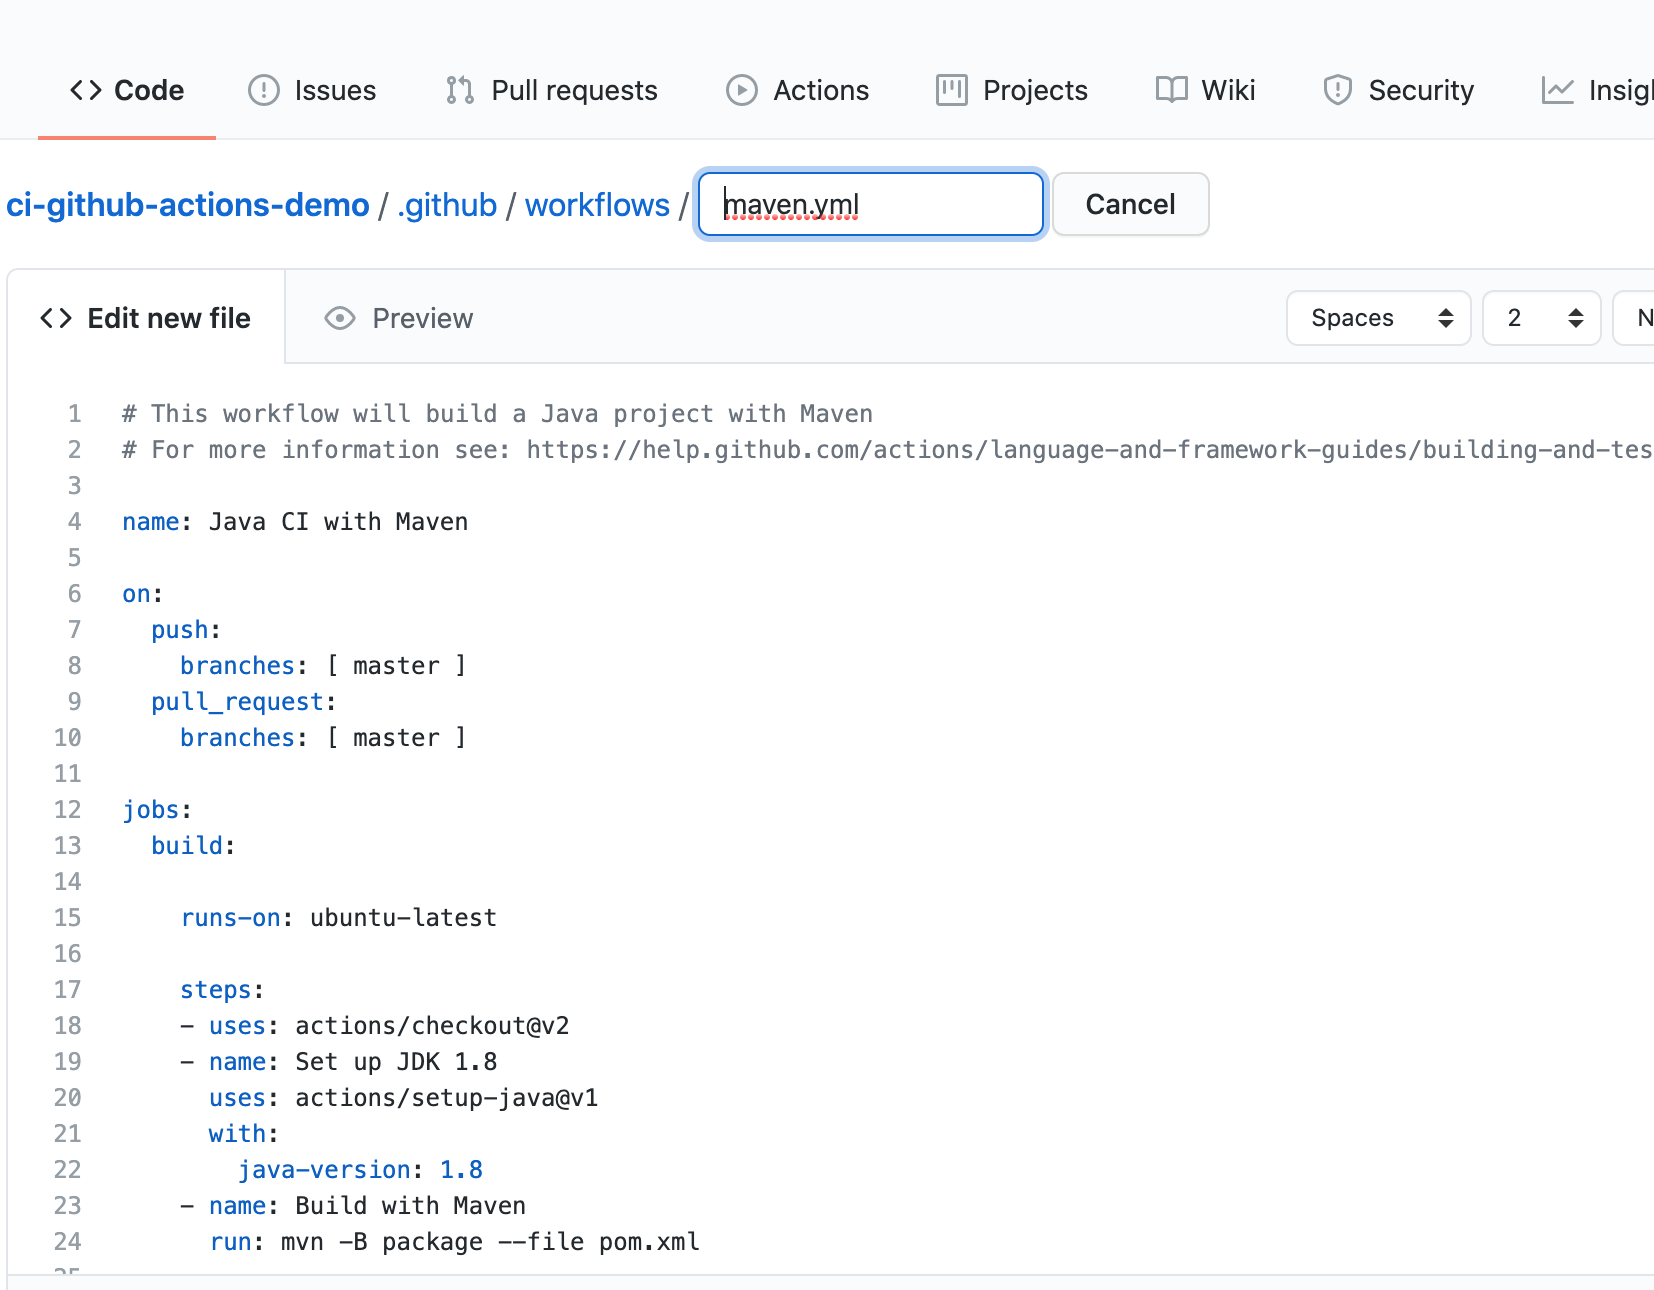 Code Issues Pull requests Actions Projects Wiki Security
ci-github-actions-demo / .github / workflows / maven.yml Cancel
Edit new file Preview Spaces 2
1 # This workflow will build a Java project with Maven
2 # For more information see: https://help.github.com/actions/language-and-framework-guides/building-and-tes
3
4 name: Java CI with Maven
5
6 on:
7 push:
8 branches: [ master ]
9 pull_request:
10 branches: [ master ]
11
12 jobs:
13 build:
14
15 runs-on: ubuntu-latest
16
17 steps:
18 - uses: actions/checkout@v2
19 - name: Set up JDK 1.8
20 uses: actions/setup-java@v1
21 with:
22 java-version: 1.8
23 - name: Build with Maven
24 run: mvn -B package --file pom.xml